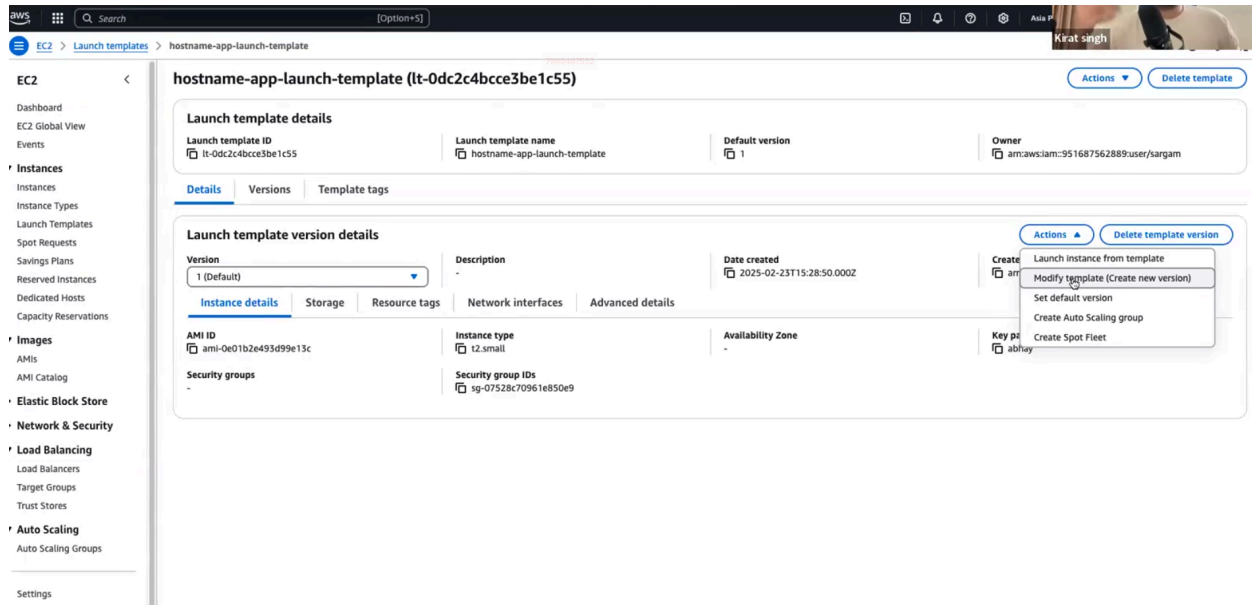 aws
Search
[Option+S]
Asia P
Kirat singh
EC2 > Launch templates > hostname-app-launch-template
EC2
Dashboard
EC2 Global View
Events
Instances
Instances
Instance Types
Launch Templates
Spot Requests
Savings Plans
Reserved Instances
Dedicated Hosts
Capacity Reservations
Images
AMIs
AMI Catalog
Elastic Block Store
Network & Security
Load Balancing
Load Balancers
Target Groups
Trust Stores
Auto Scaling
Auto Scaling Groups
Settings
hostname-app-launch-template (lt-0dc2c4bcce3be1c55)
Actions
Delete template
Launch template details
Launch template ID
lt-0dc2c4bcce3be1c55
Launch template name
hostname-app-launch-template
Default version
1
Owner
arn:aws:iam::951687562889:user/sargam
Details
Versions
Template tags
Launch template version details
Actions
Delete template version
Version
1 (Default)
Description
-
Date created
2025-02-23T15:28:50.000Z
Create
arn
Launch instance from template
Modify template (Create new version)
Set default version
Create Auto Scaling group
Create Spot Fleet
Instance details
Storage
Resource tags
Network interfaces
Advanced details
AMI ID
ami-0e01b2e493d99e13c
Instance type
t2.small
Availability Zone
-
Key pa
abhay
Security groups
-
Security group IDs
sg-07528c70961e850e9